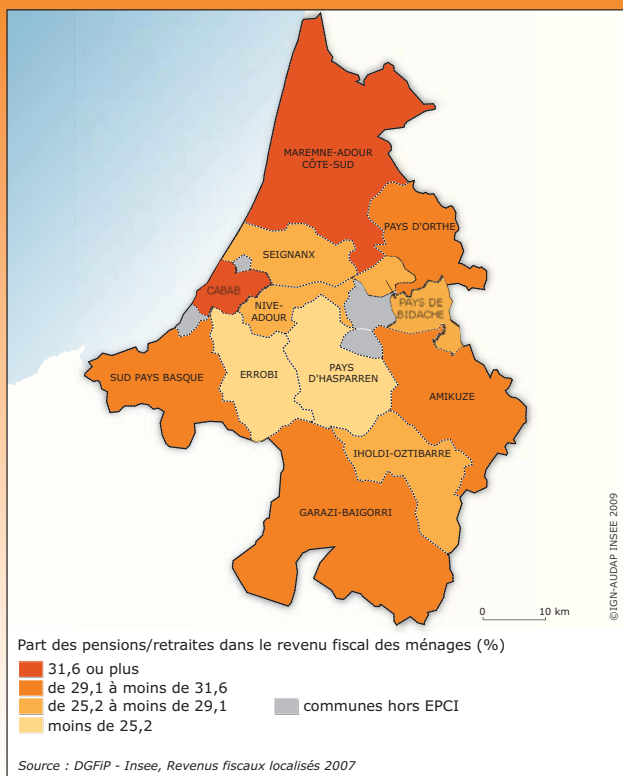 MAREMNE-ADOUR
CÔTE-SUD
PAYS D'ORTHE
SEIGNANX
CABAB
NIVE-
ADOUR
PAYS DE
BIDACHE
SUD PAYS BASQUE
ERROBI
PAYS
D'HASPARREN
AMIKUZE
IHOLDI-OZTIBARRE
GARAZI-BAIGORRI
0 10 km
©IGN-AUDAP INSEE 2009
Part des pensions/retraites dans le revenu fiscal des ménages (%)
31,6 ou plus
de 29,1 à moins de 31,6
de 25,2 à moins de 29,1
communes hors EPCI
moins de 25,2
Source : DGFiP - Insee, Revenus fiscaux localisés 2007